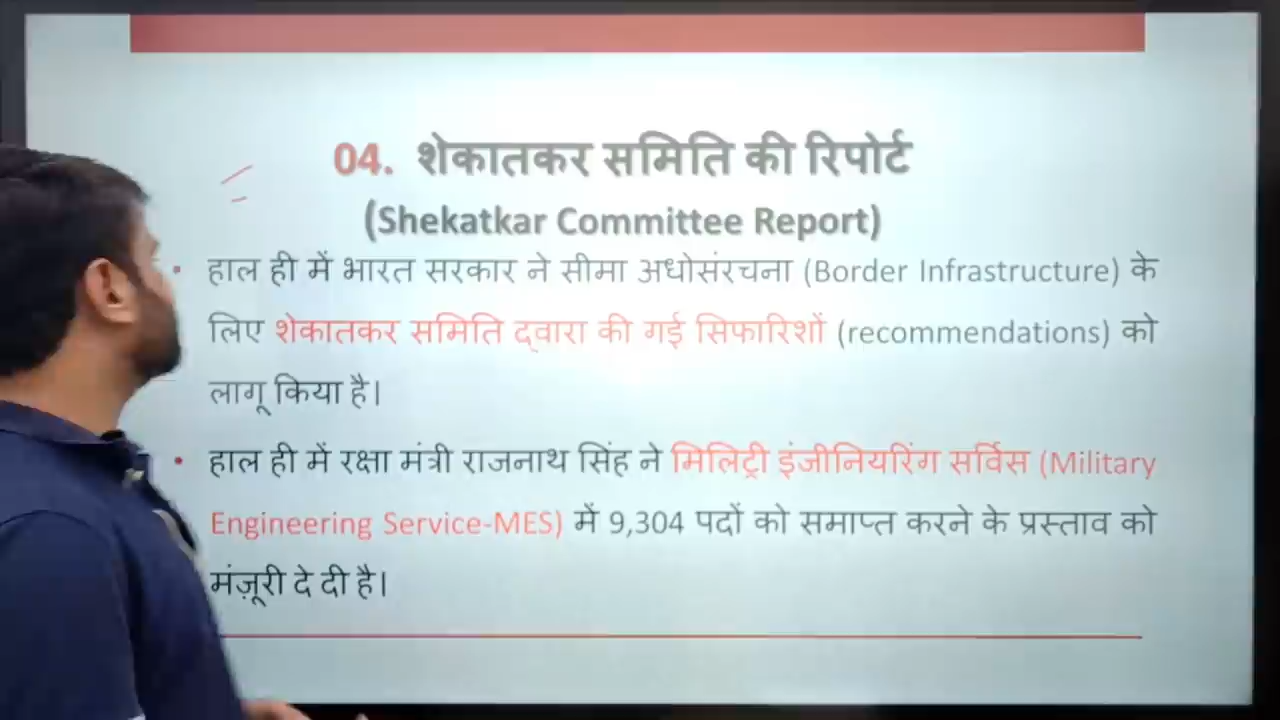 04. शेकातकर समिति की रिपोर्ट
(Shekatkar Committee Report)
• हाल ही में भारत सरकार ने सीमा अधोसंरचना (Border Infrastructure) के
लिए शेकातकर समिति द्वारा की गई सिफारिशों (recommendations) को
लागू किया है।
• हाल ही में रक्षा मंत्री राजनाथ सिंह ने मिलिट्री इंजीनियरिंग सर्विस (Military
Engineering Service-MES) में 9,304 पदों को समाप्त करने के प्रस्ताव को
मंज़ूरी दे दी है।